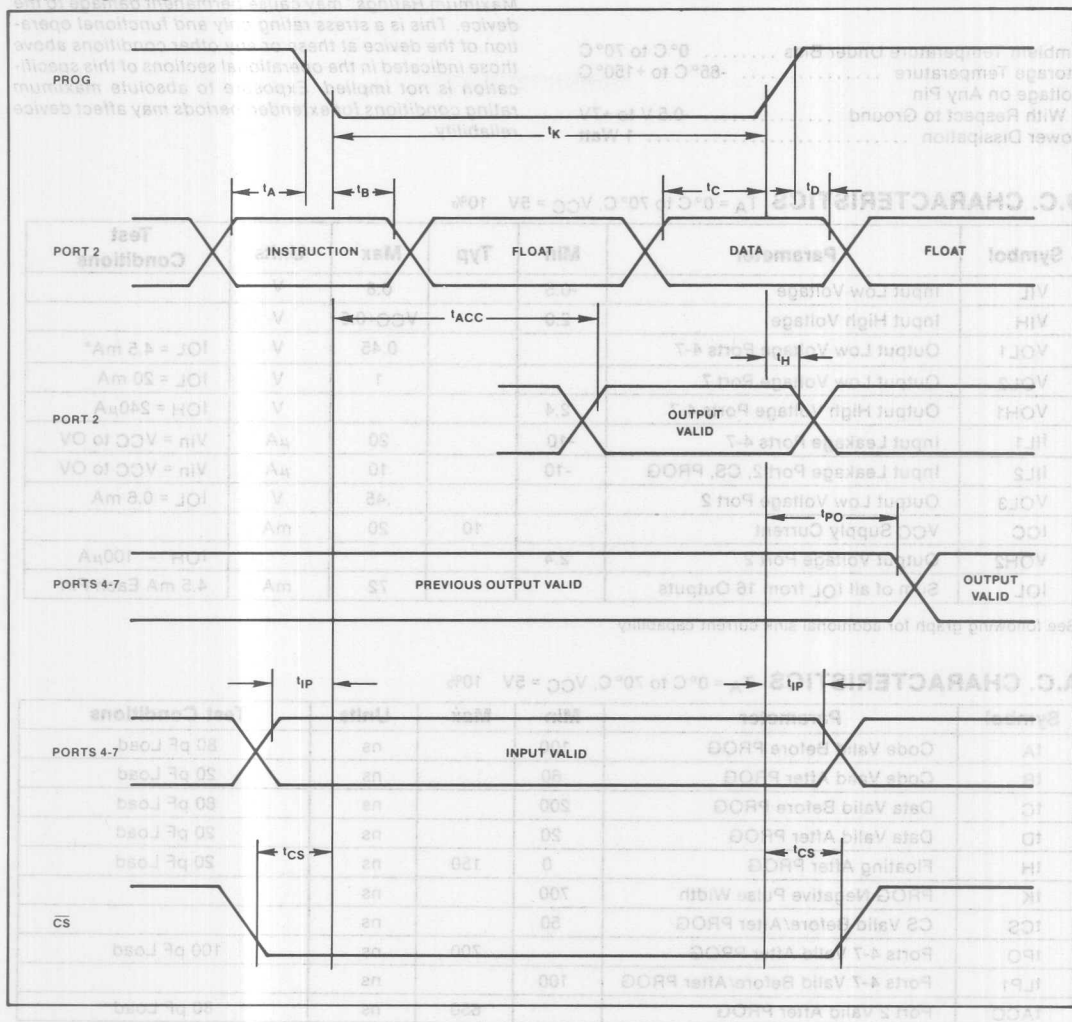 PROG
tK
tA
tB
tC
tD
PORT 2
INSTRUCTION
FLOAT
DATA
FLOAT
tACC
tH
PORT 2
OUTPUT
VALID
tPO
PORTS 4-7
PREVIOUS OUTPUT VALID
OUTPUT
VALID
tIP
tIP
PORTS 4-7
INPUT VALID
tCS
tCS
C̅S̅